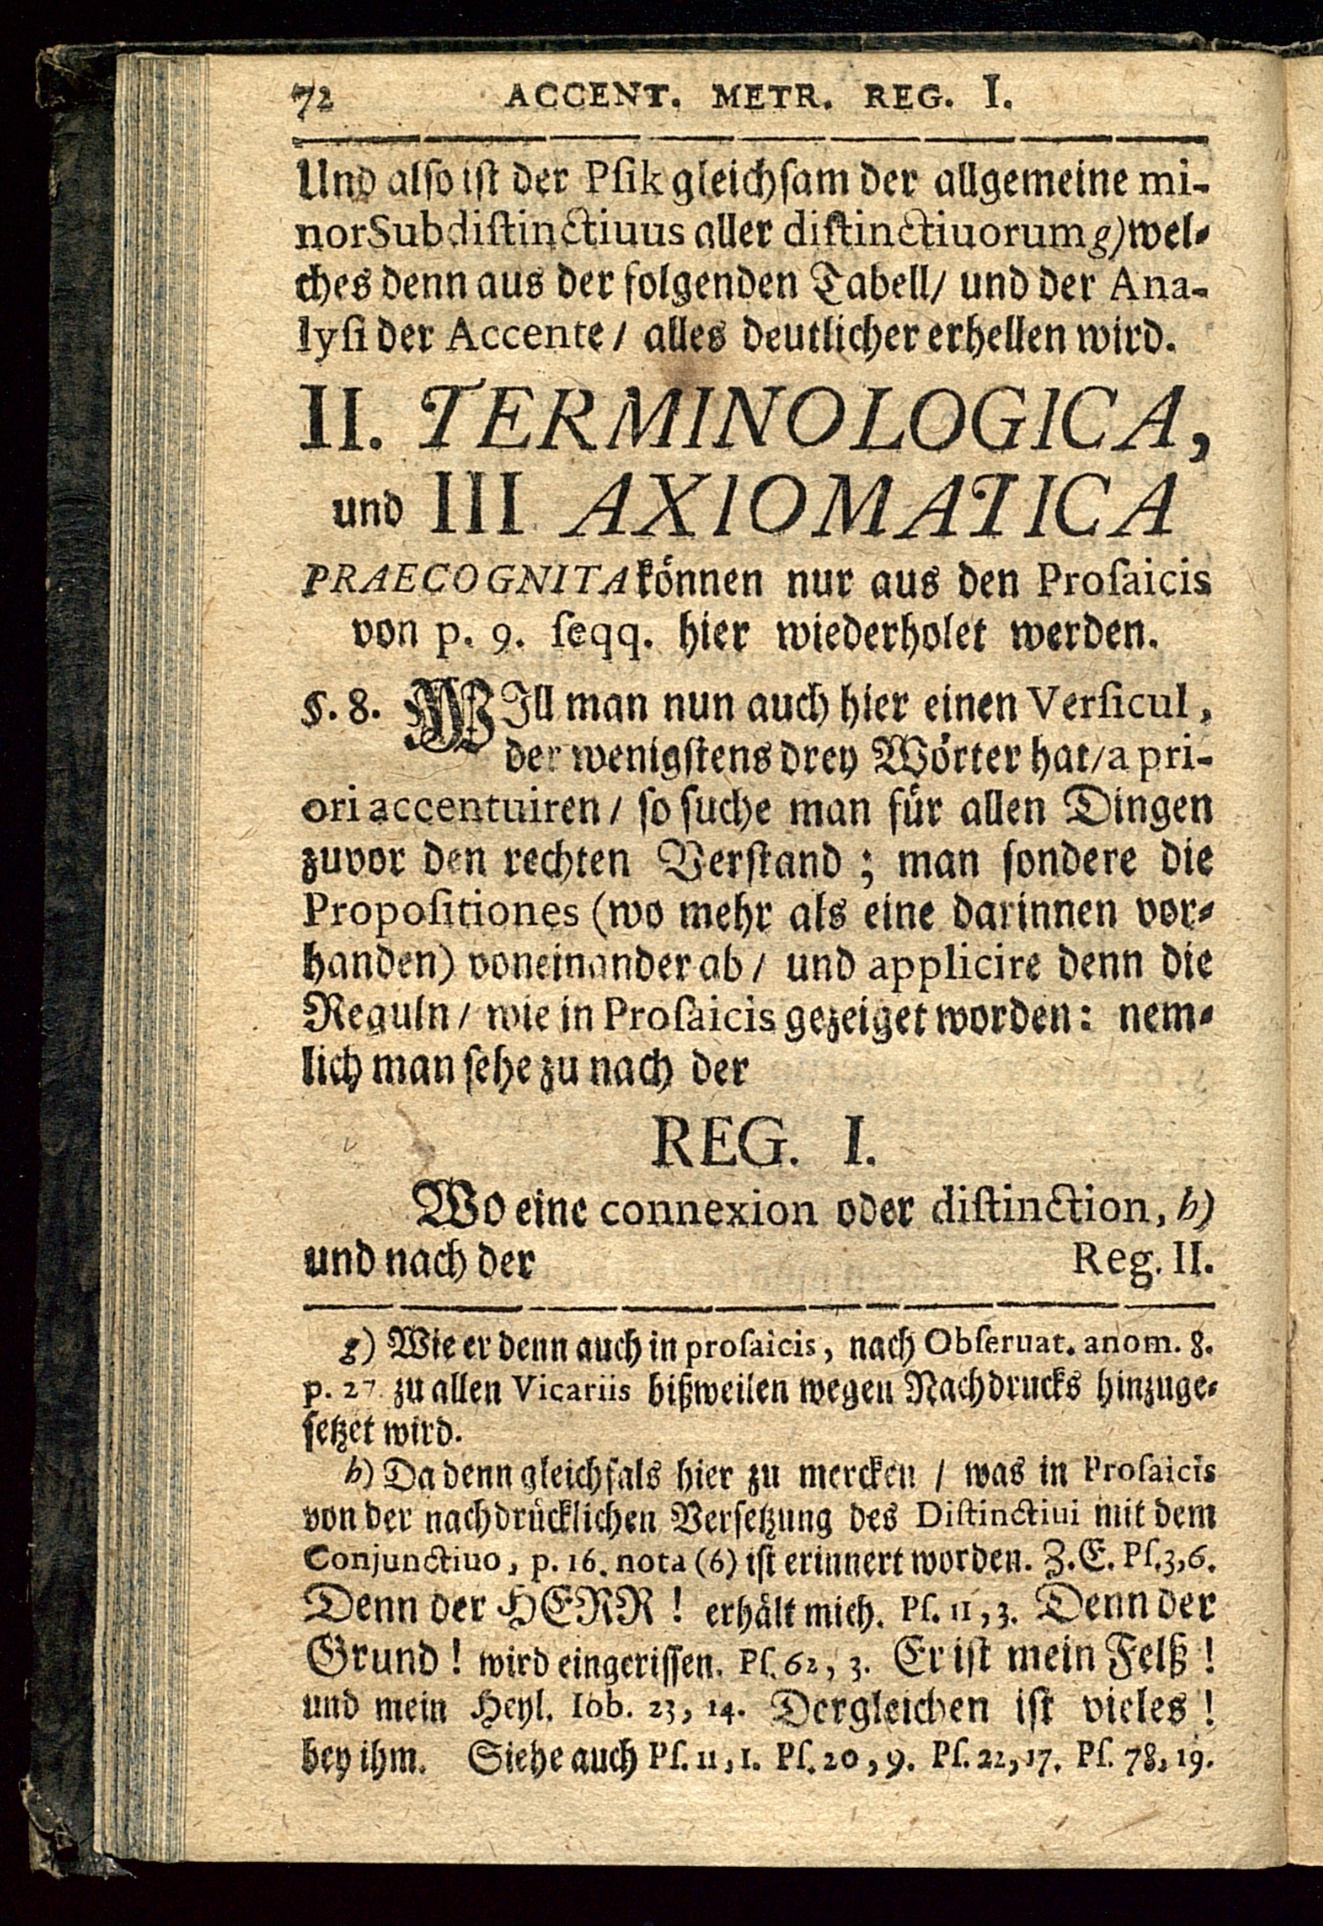 72 ACCENT. METR. REG. I.
Und also ist der Pſik gleichſam der allgemeine mi-
nor Subdiſtinctiuus aller diſtinctiuorum g) wel-
ches denn aus der folgenden Tabell/ und der Ana-
lyſi der Accente/ alles deutlicher erhellen wird.
II. TERMINOLOGICA,
und III AXIOMATICA
PRAECOGNITA können nur aus den Proſaicis
von p. 9. ſeqq. hier wiederholet werden.
§. 8. WIll man nun auch hier einen Verſicul,
der wenigſtens drey Wörter hat/ a pri-
ori accentuiren/ ſo ſuche man für allen Dingen
zuvor den rechten Verſtand; man ſondere die
Propoſitiones (wo mehr als eine darinnen vor-
handen) voneinander ab/ und applicire denn die
Reguln/ wie in Proſaicis gezeiget worden: nem-
lich man ſehe zu nach der
REG. I.
Wo eine connexion oder diſtinction, h)
und nach der Reg. II.
g) Wie er denn auch in proſaicis, nach Obſeruat. anom. 8.
p. 27 zu allen Vicariis bißweilen wegen Nachdrucks hinzuge-
ſetzet wird.
h) Da denn gleichfals hier zu mercken / was in Proſaicis
von der nachdrücklichen Verſetzung des Diſtinctiui mit dem
Conjunctiuo, p. 16. nota (6) iſt erinnert worden. Z. E. Pſ. 3, 6.
Denn der HERR! erhält mich. Pſ. 11, 3. Denn der
Grund! wird eingeriſſen. Pſ. 62, 3. Er iſt mein Felß!
und mein Heyl. Iob. 23, 14. Dergleichen iſt vieles!
bey ihm. Siehe auch Pſ. 11, 1. Pſ. 20, 9. Pſ. 22, 17. Pſ. 78, 19.